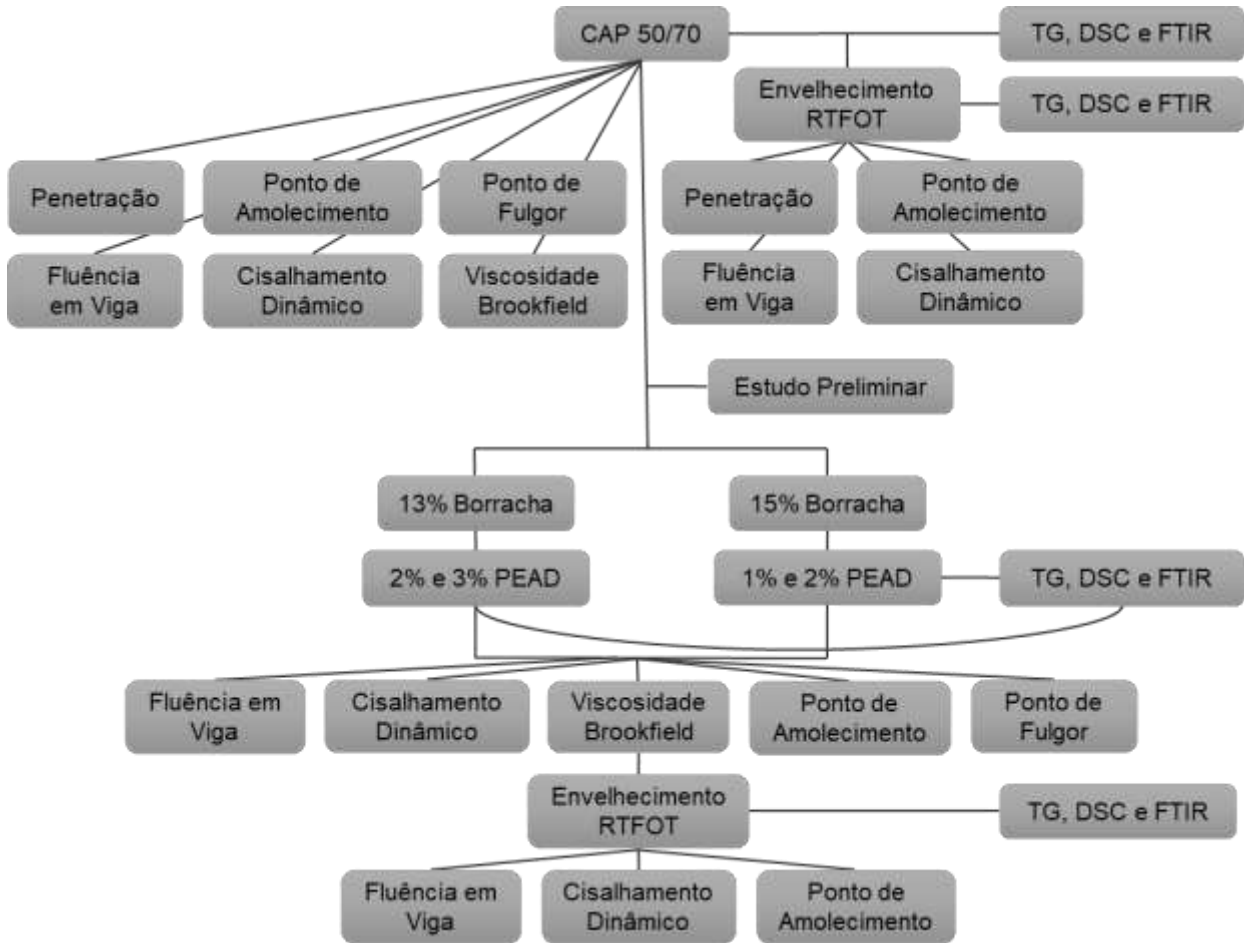 CAP 50/70
TG, DSC e FTIR
Envelhecimento
RTFOT
TG, DSC e FTIR
Penetração
Ponto de
Amolecimento
Ponto de
Fulgor
Penetração
Ponto de
Amolecimento
Fluência
em Viga
Cisalhamento
Dinâmico
Viscosidade
Brookfield
Fluência
em Viga
Cisalhamento
Dinâmico
Estudo Preliminar
13% Borracha
15% Borracha
2% e 3% PEAD
1% e 2% PEAD
TG, DSC e FTIR
Fluência em
Viga
Cisalhamento
Dinâmico
Viscosidade
Brookfield
Ponto de
Amolecimento
Ponto de
Fulgor
Envelhecimento
RTFOT
TG, DSC e FTIR
Fluência em
Viga
Cisalhamento
Dinâmico
Ponto de
Amolecimento